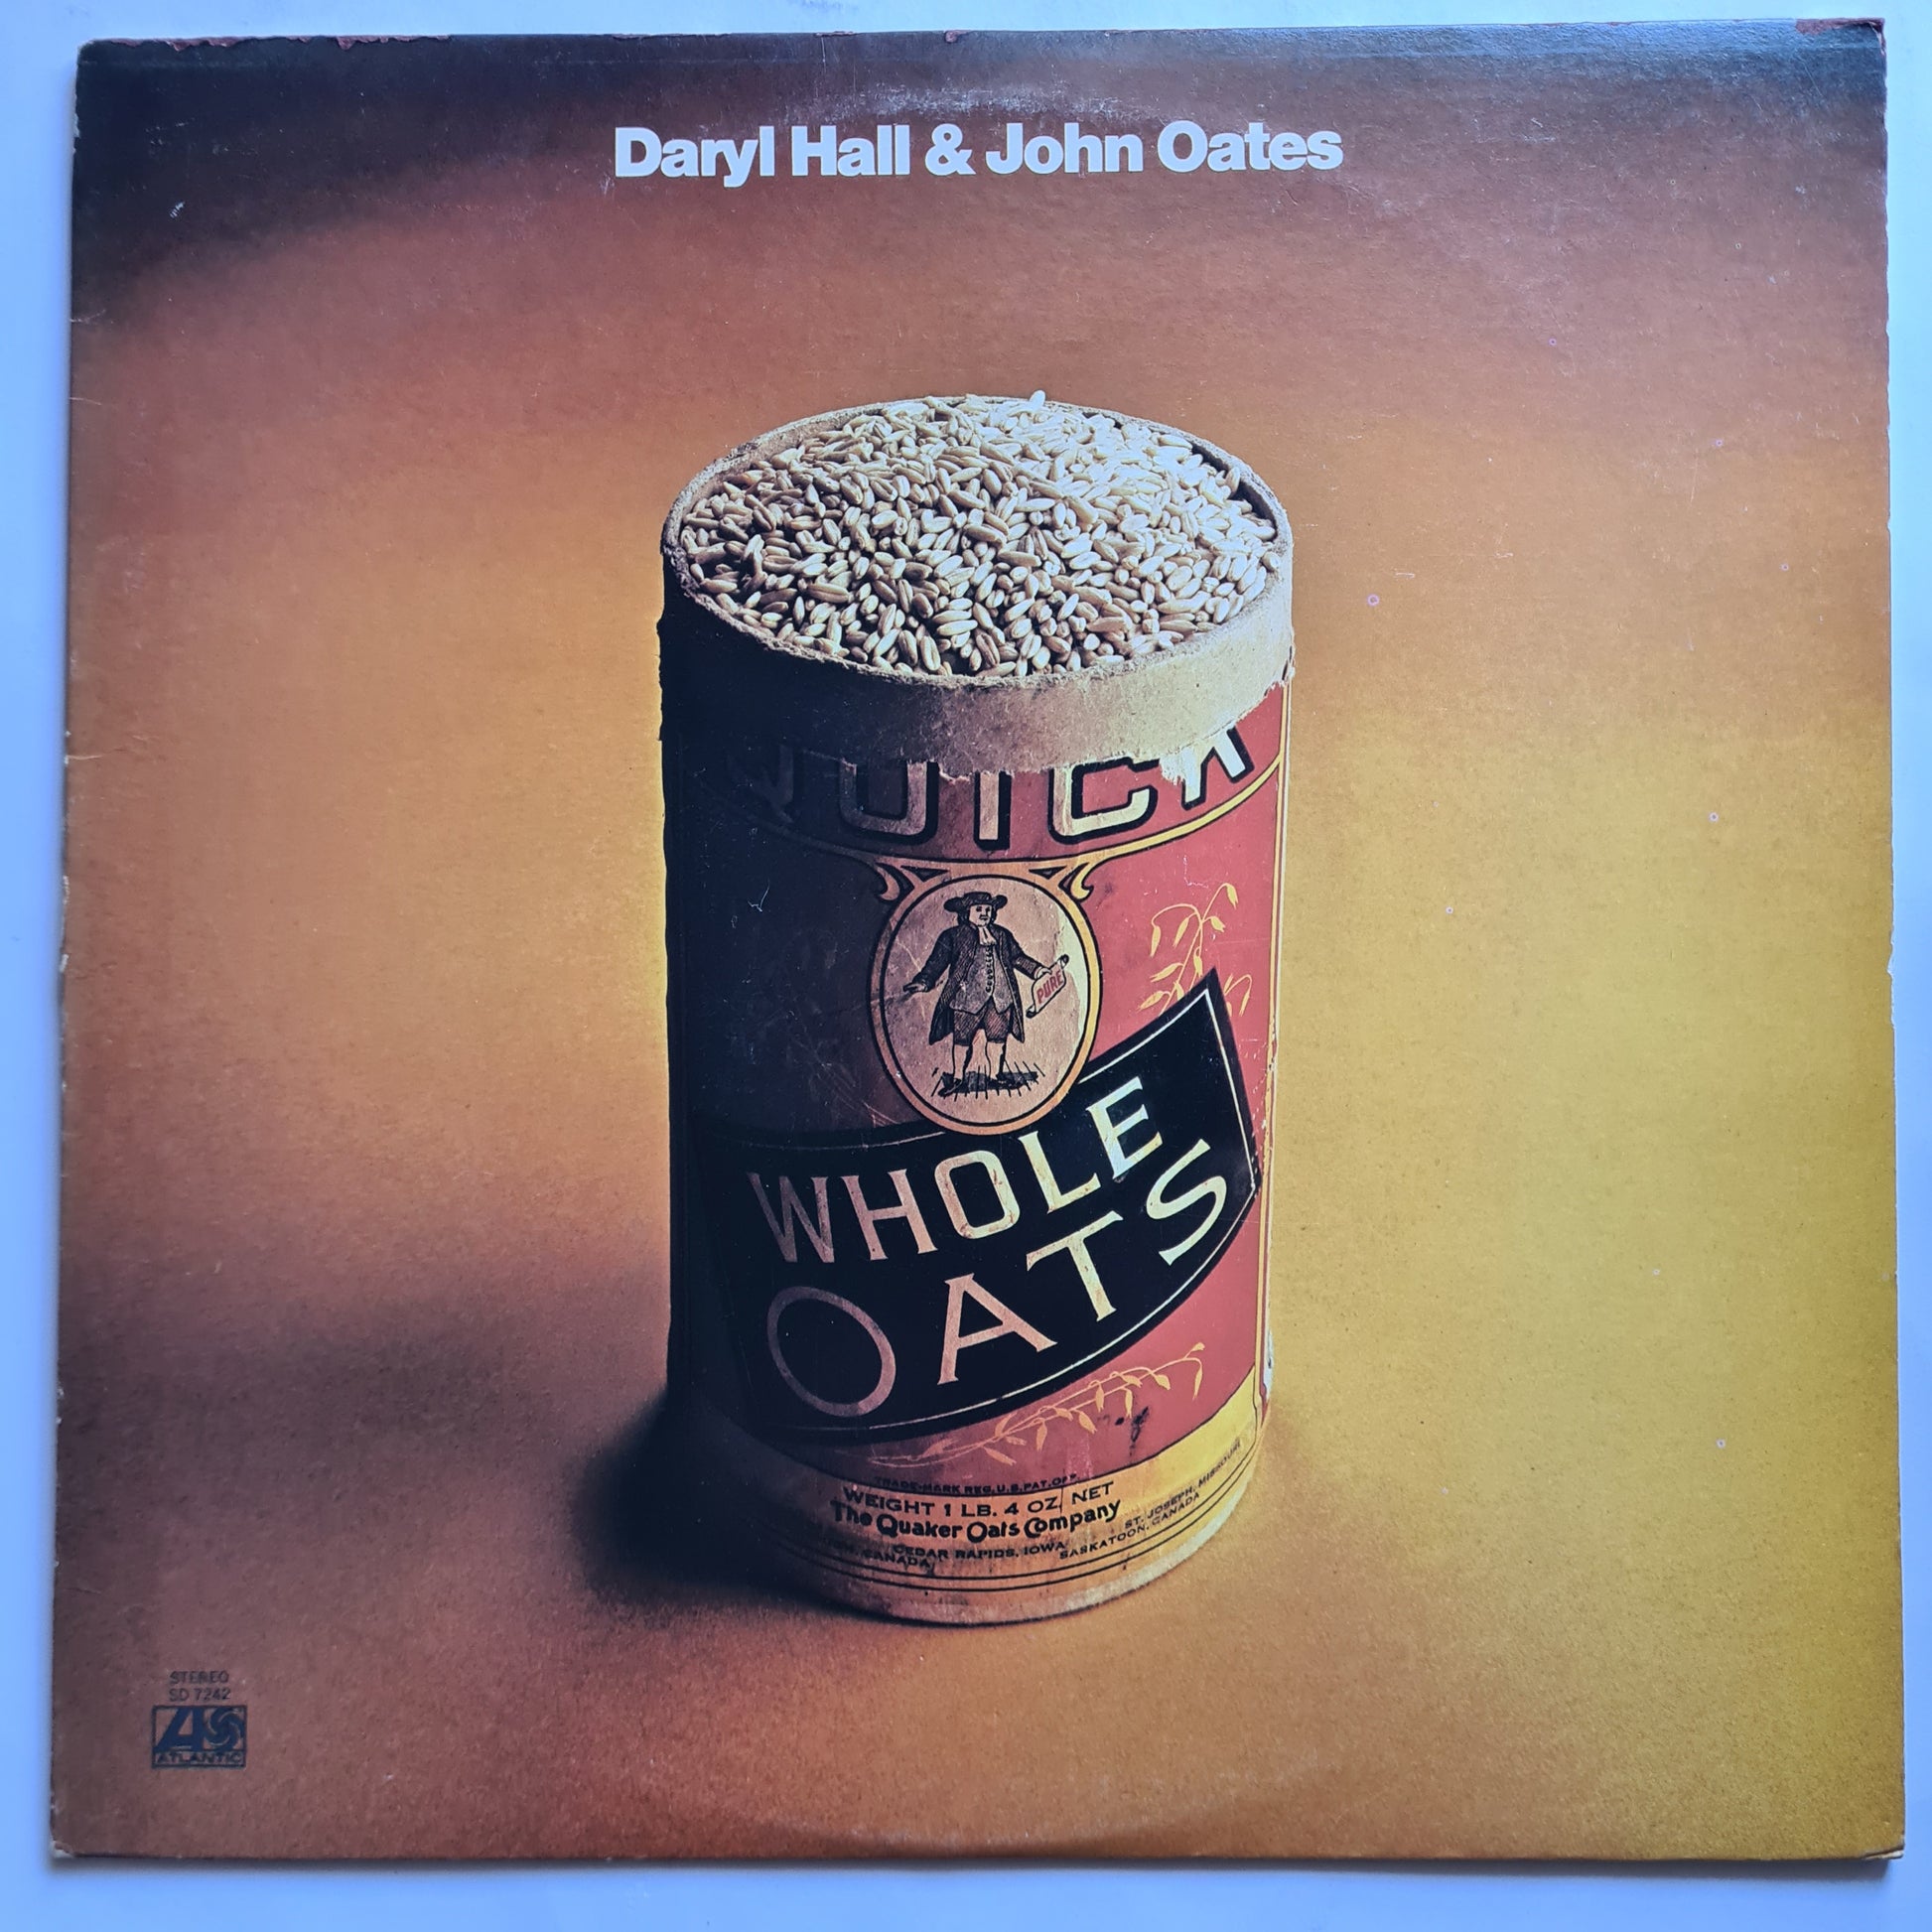 Daryl Hall & John Oates
QUICK
PURE
WHOLE
OATS
TRADE-MARK REG. U.S. PAT. OFF.
WEIGHT 1 LB. 4 OZ. NET
The Quaker Oats Company
CEDAR RAPIDS, IOWA
ST. JOSEPH, MISSOURI
SASKATOON, CANADA
CANADA
STEREO
SD 7242
ATLANTIC